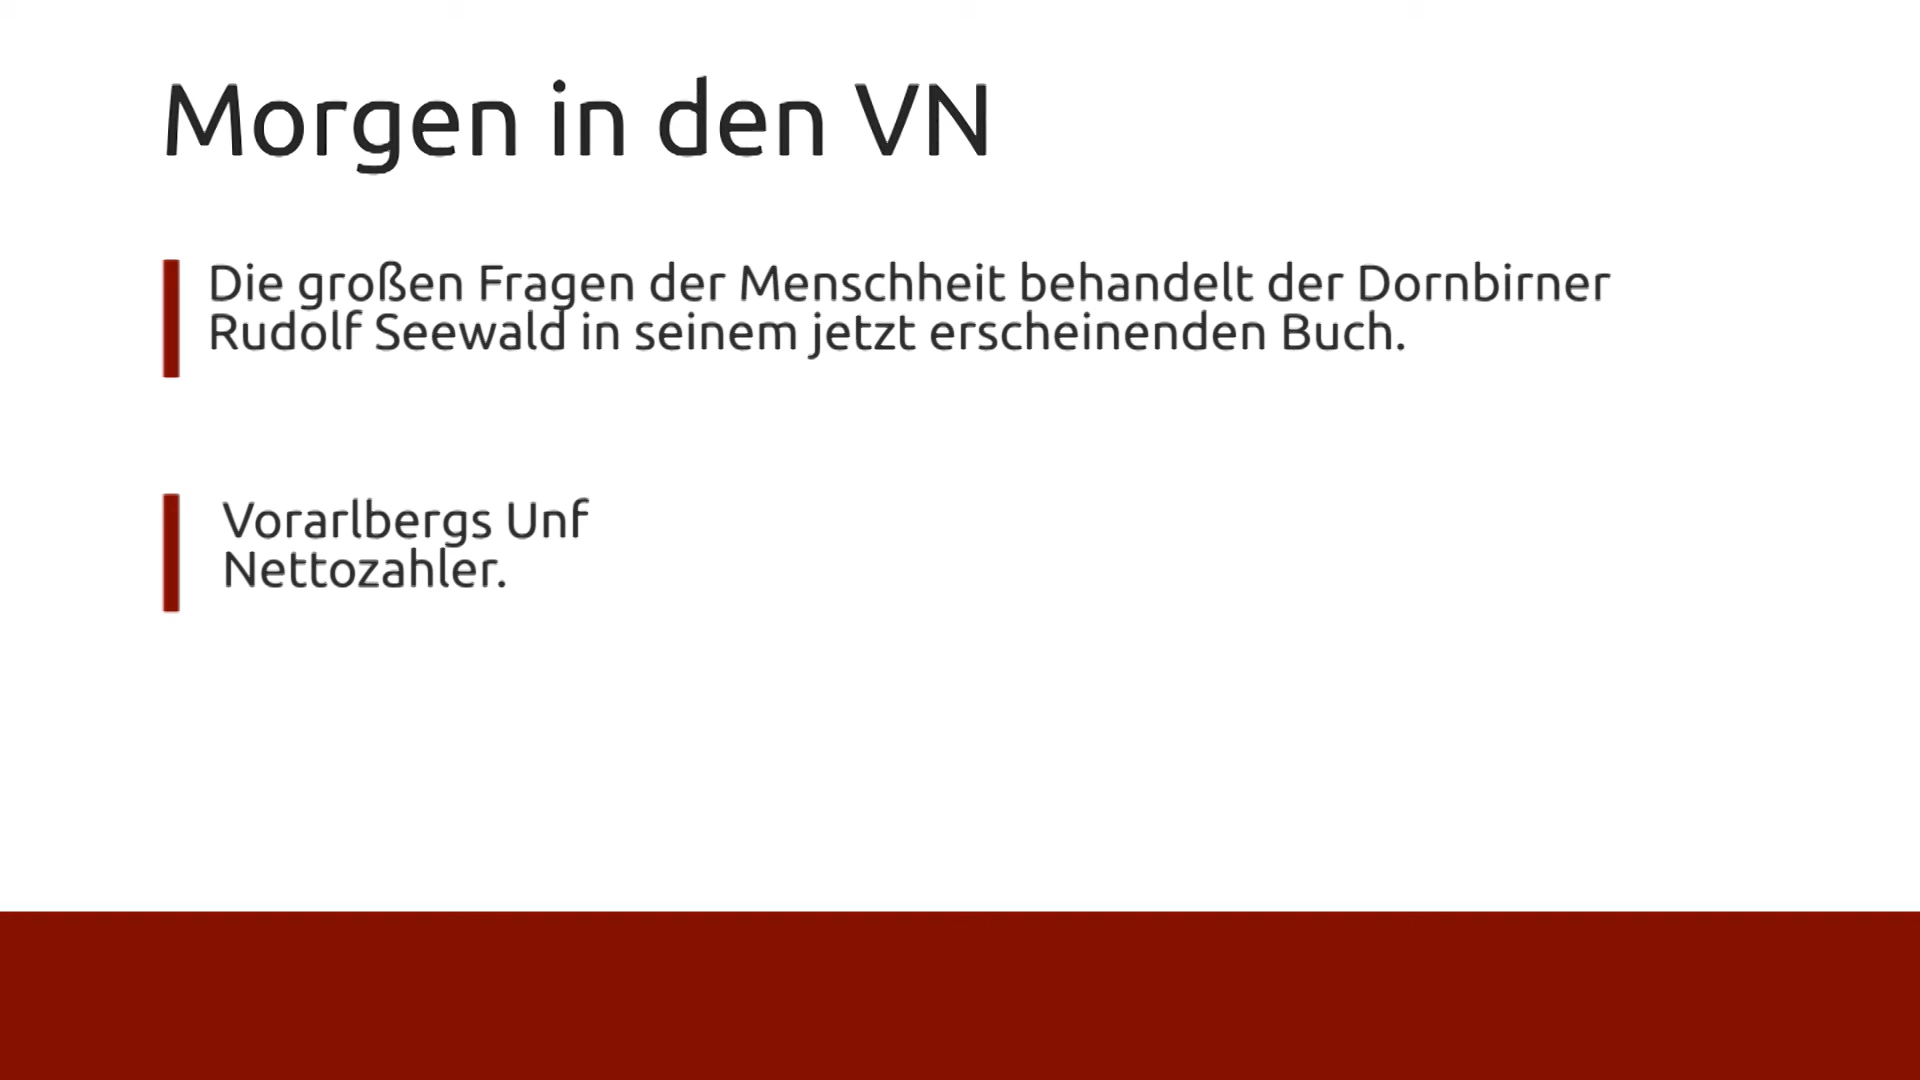 Morgen in den VN
Die großen Fragen der Menschheit behandelt der Dornbirner
Rudolf Seewald in seinem jetzt erscheinenden Buch.
Vorarlbergs Unf
Nettozahler.